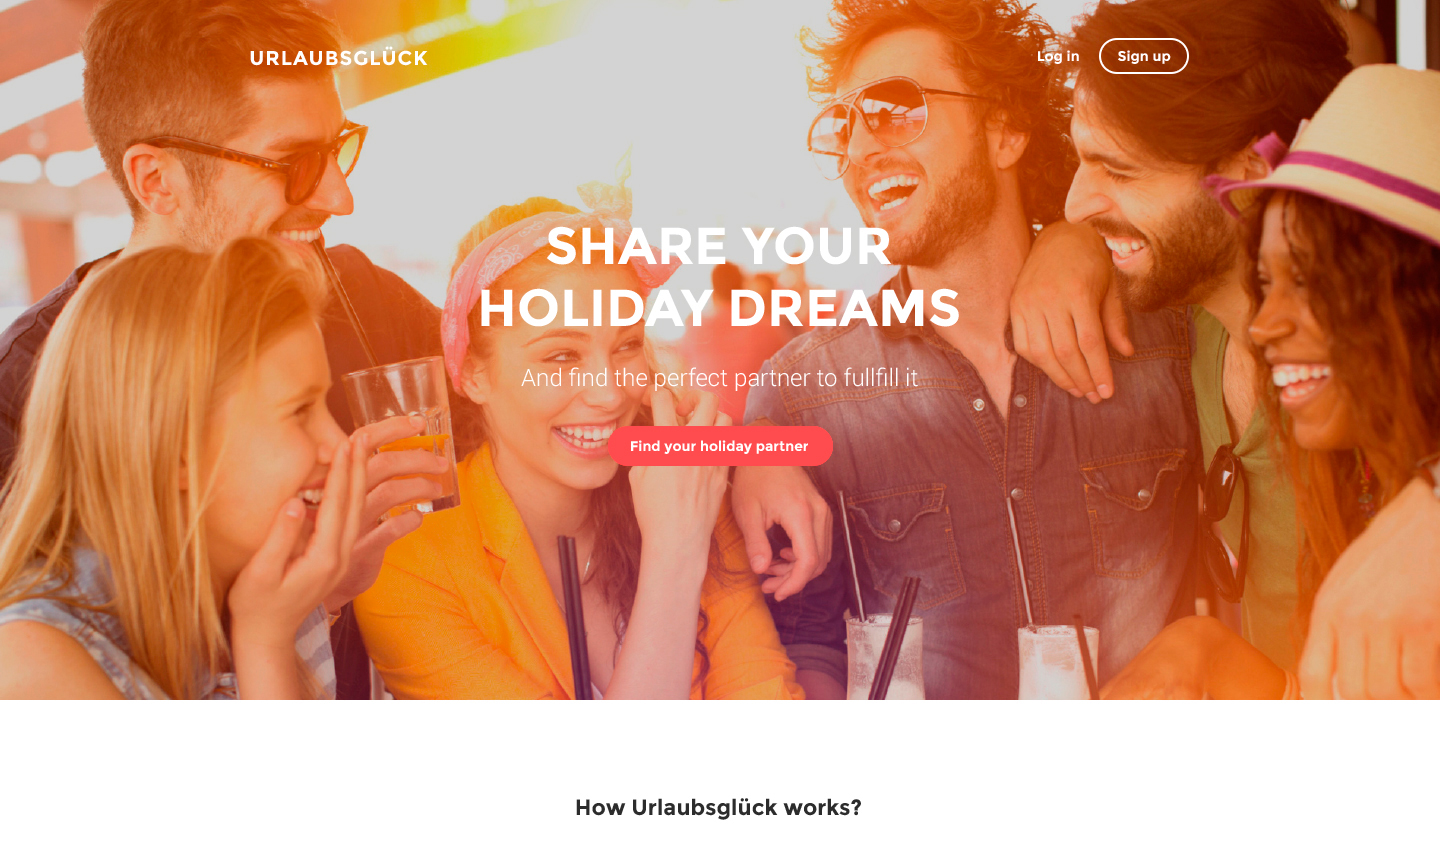 URLAUBSGLÜCK
Log in
Sign up
SHARE YOUR
HOLIDAY DREAMS
And find the perfect partner to fullfill it
Find your holiday partner
How Urlaubsglück works?